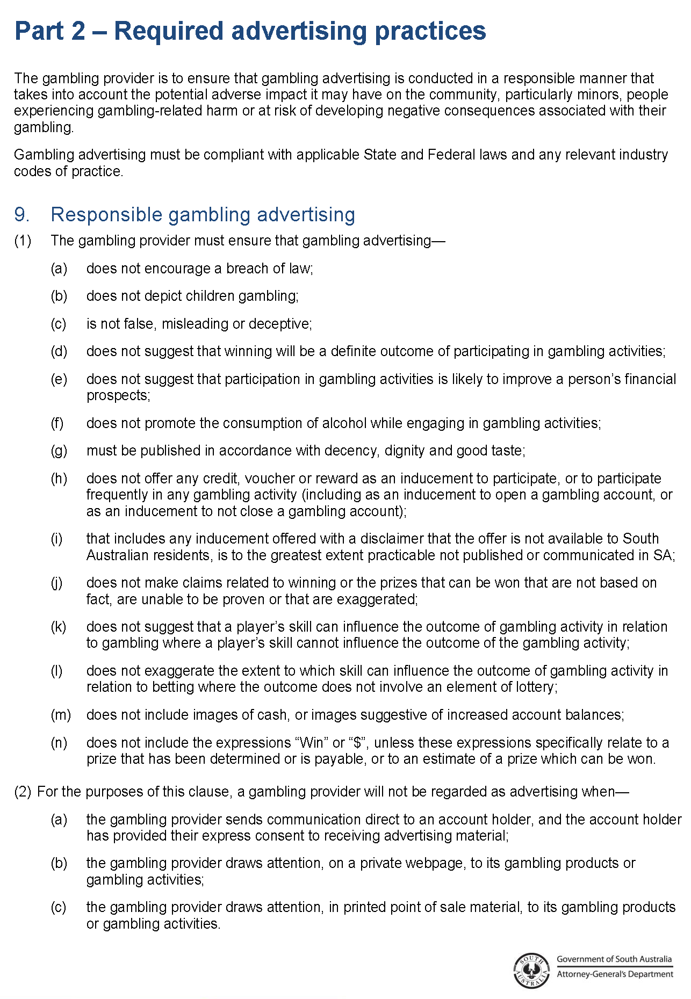 Part 2 – Required advertising practices
The gambling provider is to ensure that gambling advertising is conducted in a responsible manner that
takes into account the potential adverse impact it may have on the community, particularly minors, people
experiencing gambling-related harm or at risk of developing negative consequences associated with their
gambling.
Gambling advertising must be compliant with applicable State and Federal laws and any relevant industry
codes of practice.
9. Responsible gambling advertising
(1) The gambling provider must ensure that gambling advertising—
(a) does not encourage a breach of law;
(b) does not depict children gambling;
(c) is not false, misleading or deceptive;
(d) does not suggest that winning will be a definite outcome of participating in gambling activities;
(e) does not suggest that participation in gambling activities is likely to improve a person’s financial
prospects;
(f) does not promote the consumption of alcohol while engaging in gambling activities;
(g) must be published in accordance with decency, dignity and good taste;
(h) does not offer any credit, voucher or reward as an inducement to participate, or to participate
frequently in any gambling activity (including as an inducement to open a gambling account, or
as an inducement to not close a gambling account);
(i) that includes any inducement offered with a disclaimer that the offer is not available to South
Australian residents, is to the greatest extent practicable not published or communicated in SA;
(j) does not make claims related to winning or the prizes that can be won that are not based on
fact, are unable to be proven or that are exaggerated;
(k) does not suggest that a player’s skill can influence the outcome of gambling activity in relation
to gambling where a player’s skill cannot influence the outcome of the gambling activity;
(l) does not exaggerate the extent to which skill can influence the outcome of gambling activity in
relation to betting where the outcome does not involve an element of lottery;
(m) does not include images of cash, or images suggestive of increased account balances;
(n) does not include the expressions “Win” or “$”, unless these expressions specifically relate to a
prize that has been determined or is payable, or to an estimate of a prize which can be won.
(2) For the purposes of this clause, a gambling provider will not be regarded as advertising when—
(a) the gambling provider sends communication direct to an account holder, and the account holder
has provided their express consent to receiving advertising material;
(b) the gambling provider draws attention, on a private webpage, to its gambling products or
gambling activities;
(c) the gambling provider draws attention, in printed point of sale material, to its gambling products
or gambling activities.
SOUTH AUSTRALIA
Government of South Australia
Attorney-General’s Department